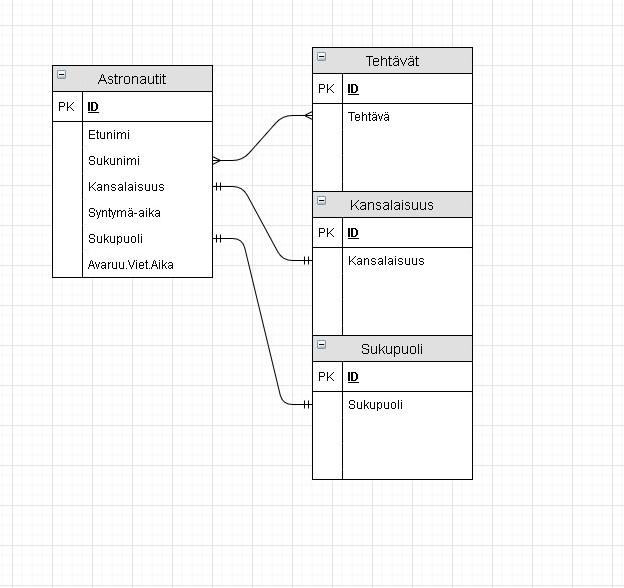 Astronautit
PK ID
Etunimi
Sukunimi
Kansalaisuus
Syntymä-aika
Sukupuoli
Avaruu.Viet.Aika
Tehtävät
PK ID
Tehtävä
Kansalaisuus
PK ID
Kansalaisuus
Sukupuoli
PK ID
Sukupuoli